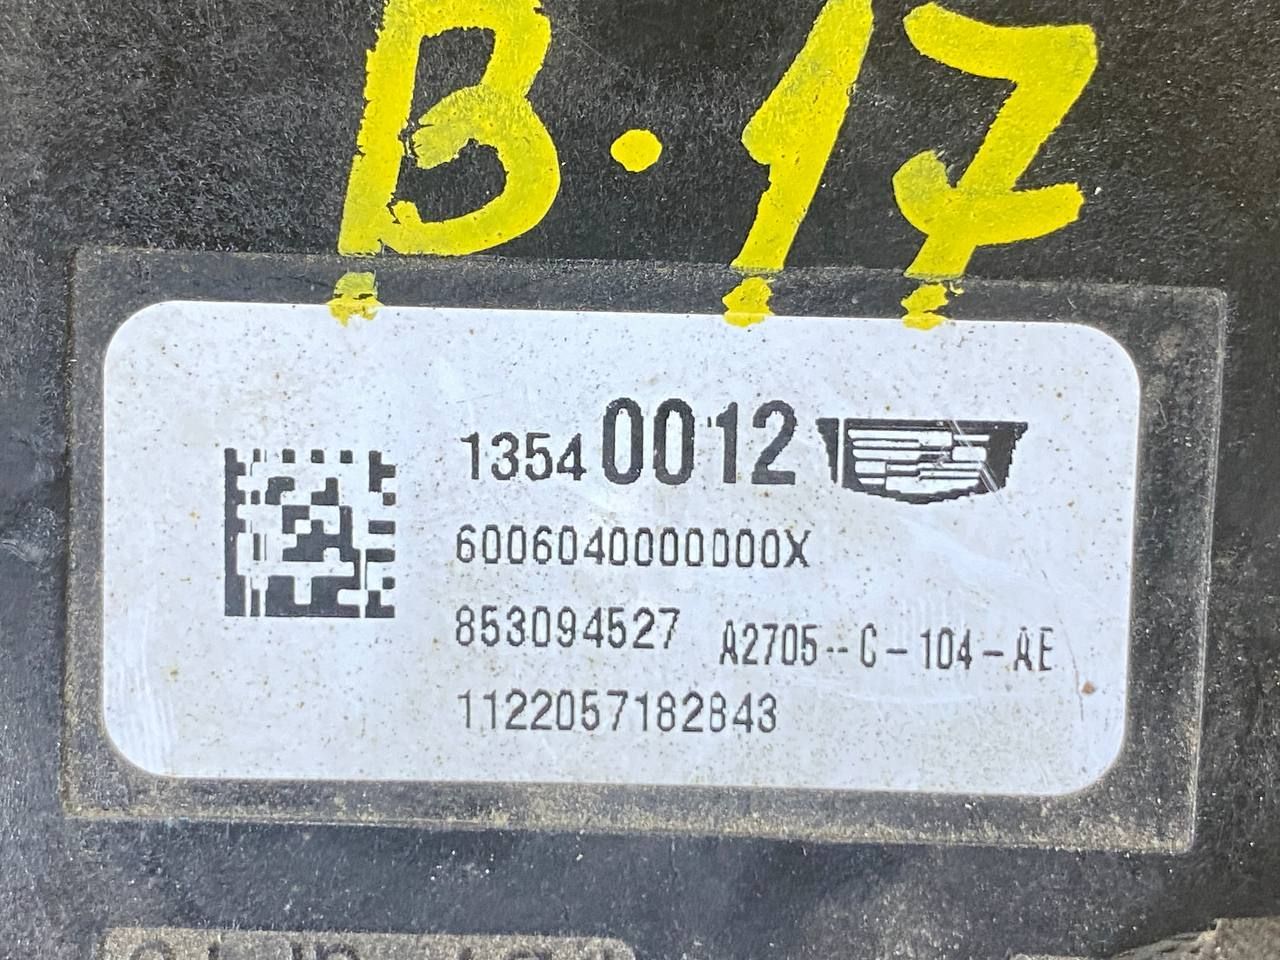 B.17
13540012
6006040000000X
853094527 A2705--C-104-AE
1122057182843